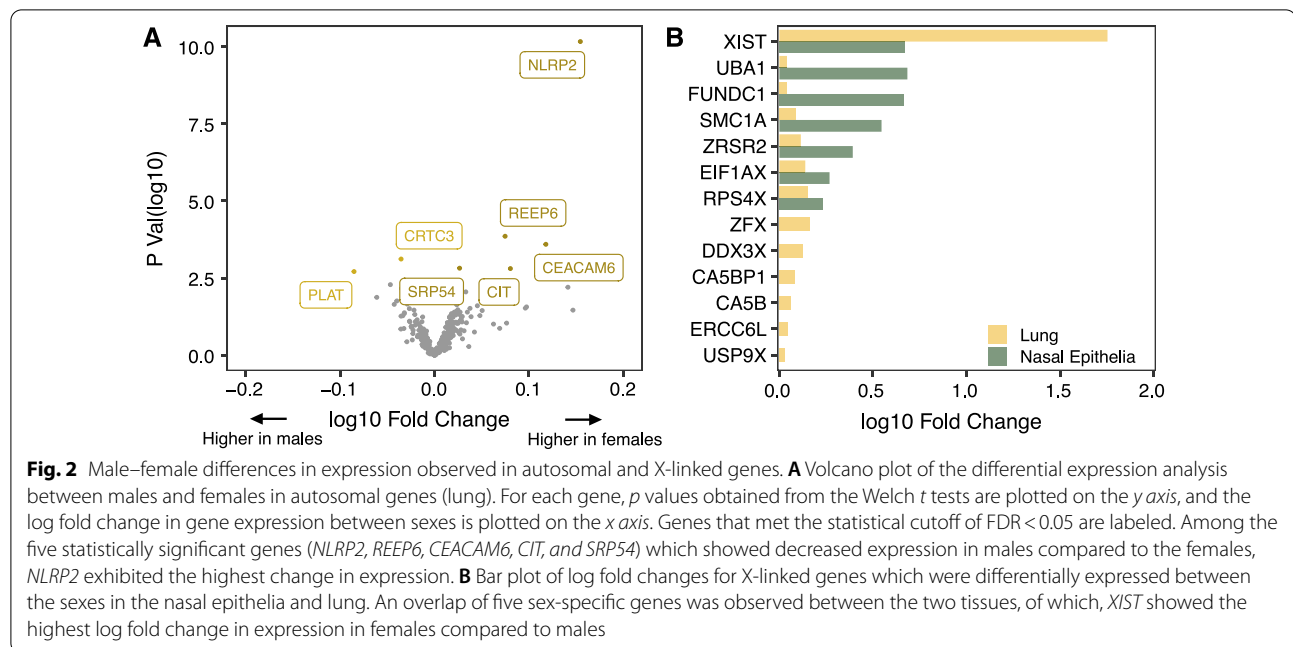 A
P Val(log10)
10.0
7.5
5.0
2.5
0.0
NLRP2
REEP6
CRTC3
CEACAM6
PLAT
SRP54
CIT
−0.2
−0.1
0.0
0.1
0.2
log10 Fold Change
Higher in males
Higher in females
B
XIST
UBA1
FUNDC1
SMC1A
ZRSR2
EIF1AX
RPS4X
ZFX
DDX3X
CA5BP1
CA5B
ERCC6L
USP9X
Lung
Nasal Epithelia
0.0
0.5
1.0
1.5
2.0
log10 Fold Change
Fig. 2 Male–female differences in expression observed in autosomal and X-linked genes. A Volcano plot of the differential expression analysis
between males and females in autosomal genes (lung). For each gene, p values obtained from the Welch t tests are plotted on the y axis, and the
log fold change in gene expression between sexes is plotted on the x axis. Genes that met the statistical cutoff of FDR < 0.05 are labeled. Among the
five statistically significant genes (NLRP2, REEP6, CEACAM6, CIT, and SRP54) which showed decreased expression in males compared to the females,
NLRP2 exhibited the highest change in expression. B Bar plot of log fold changes for X-linked genes which were differentially expressed between
the sexes in the nasal epithelia and lung. An overlap of five sex-specific genes was observed between the two tissues, of which, XIST showed the
highest log fold change in expression in females compared to males